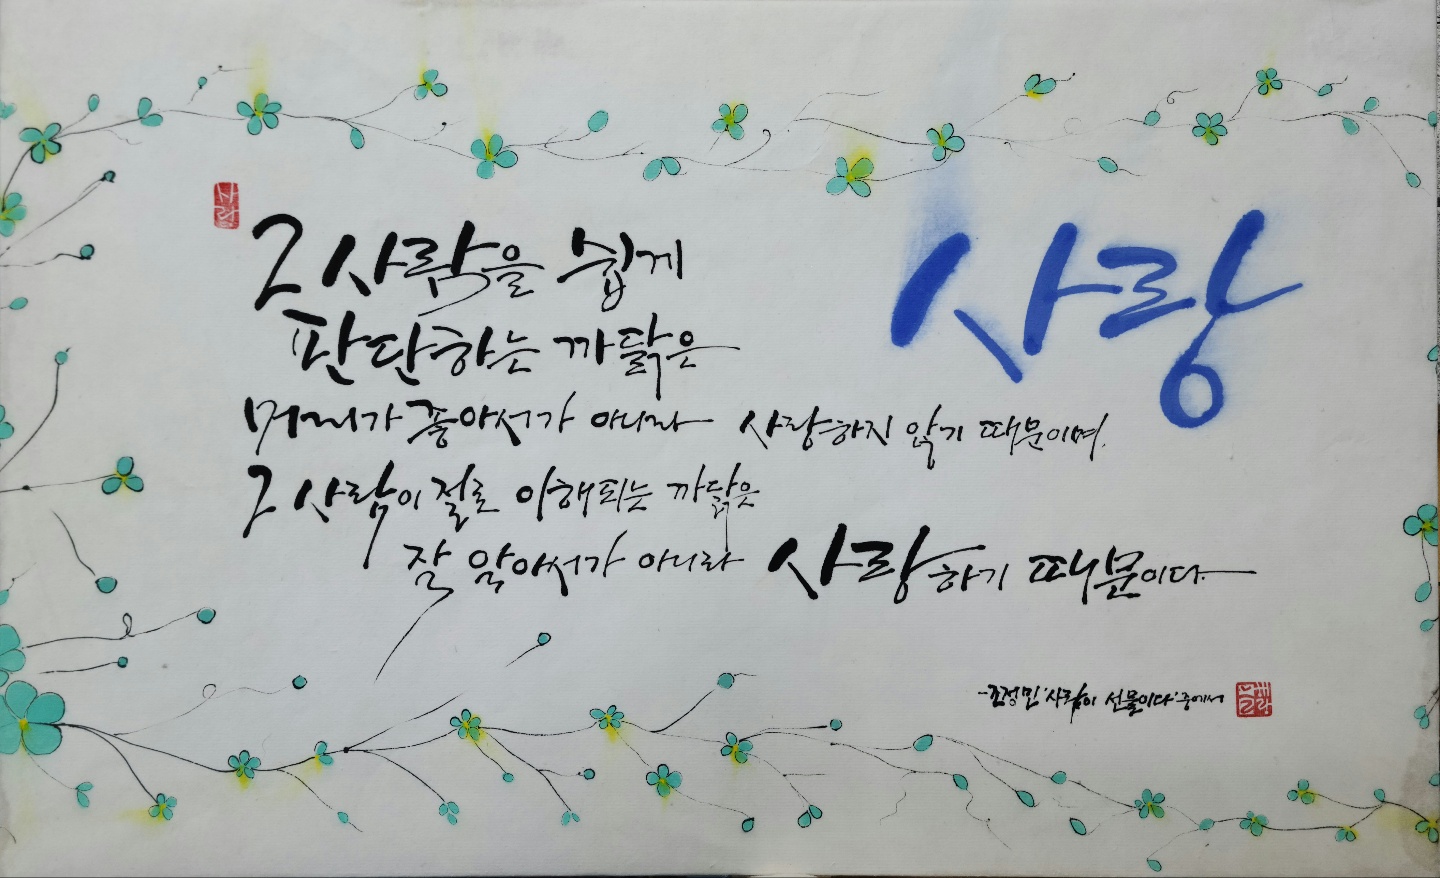 사랑
사랑
그 사람을 쉽게
판단하는 까닭은
머리가 좋아서가 아니라 사랑하지 않기 때문이며,
그 사람이 절로 이해되는 까닭은
잘 알아서가 아니라 사랑하기 때문이다.
-조정민 '사람이 선물이다' 중에서